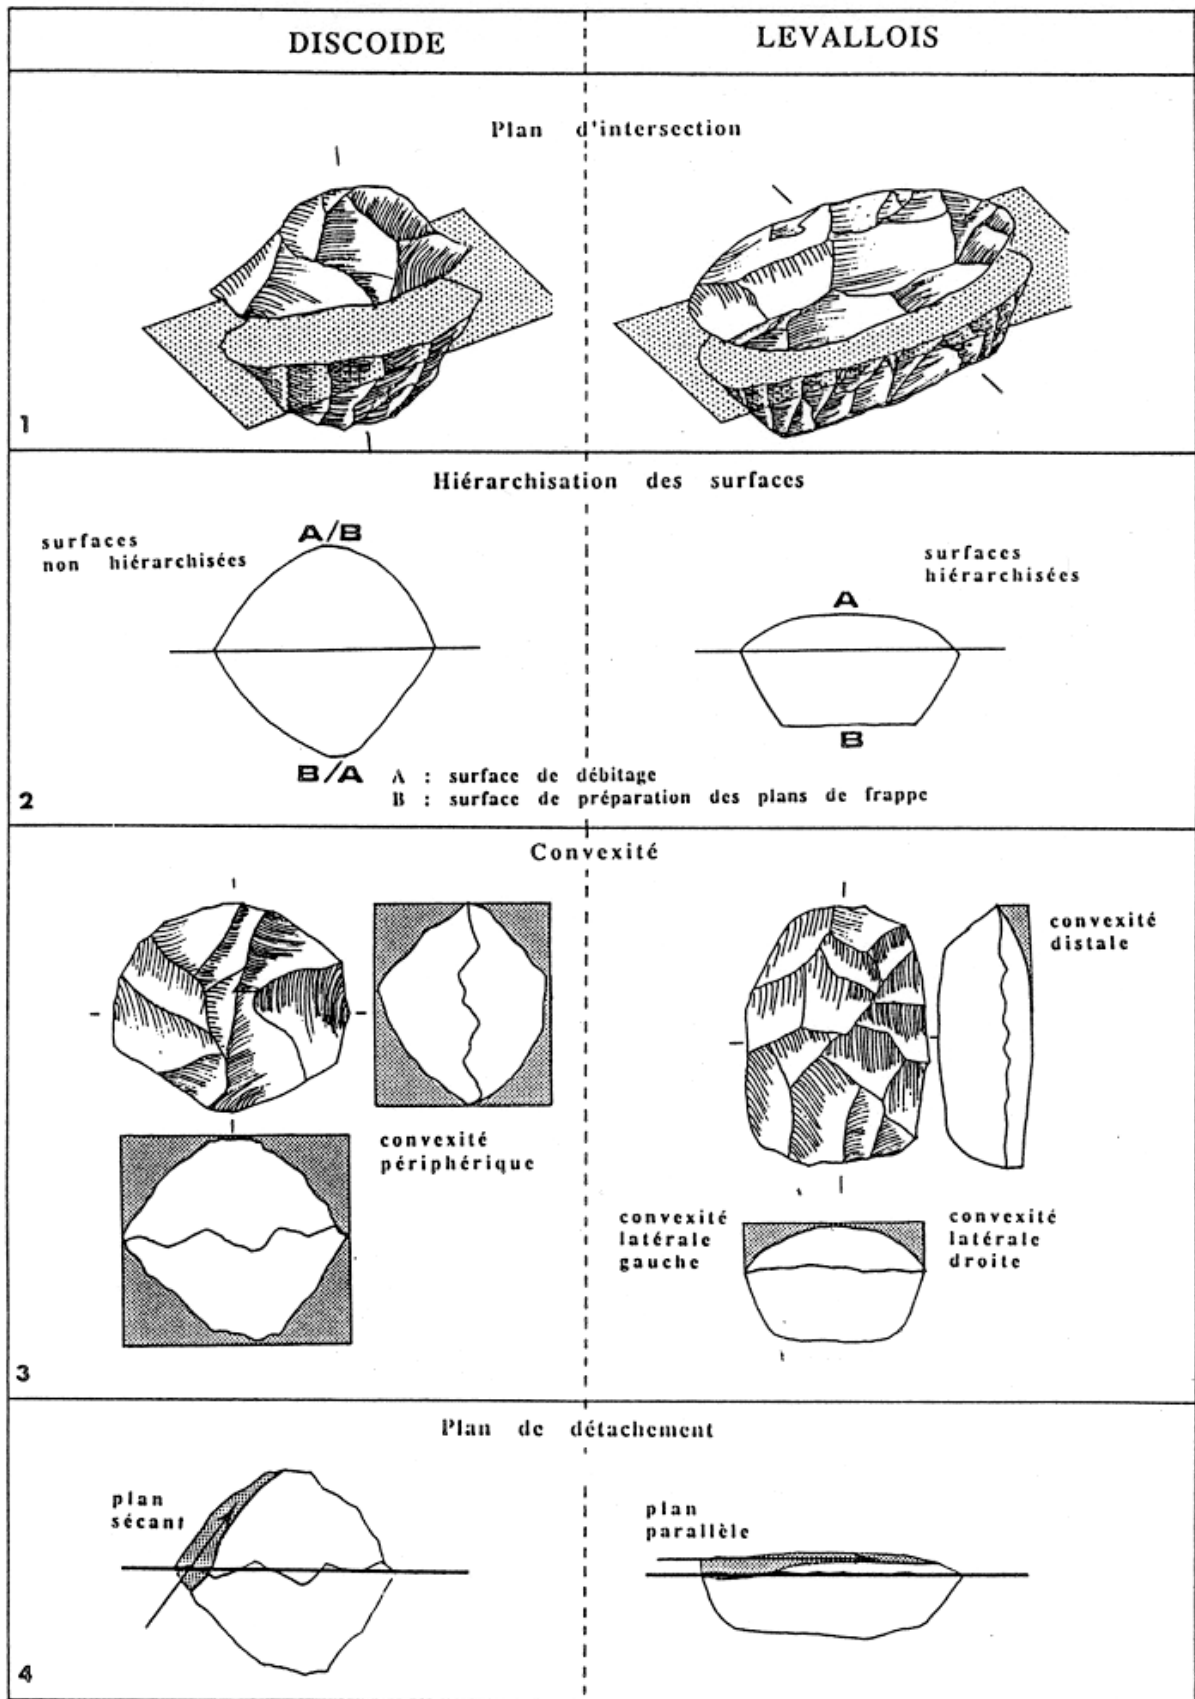 DISCOIDE
LEVALLOIS
Plan d'intersection
1
Hiérarchisation des surfaces
surfaces
non hiérarchisées
A/B
B/A
surfaces
hiérarchisées
A
B
A : surface de débitage
B : surface de préparation des plans de frappe
2
Convexité
convexité
périphérique
convexité
distale
convexité
latérale
gauche
convexité
latérale
droite
3
Plan de détachement
plan
sécant
plan
parallèle
4